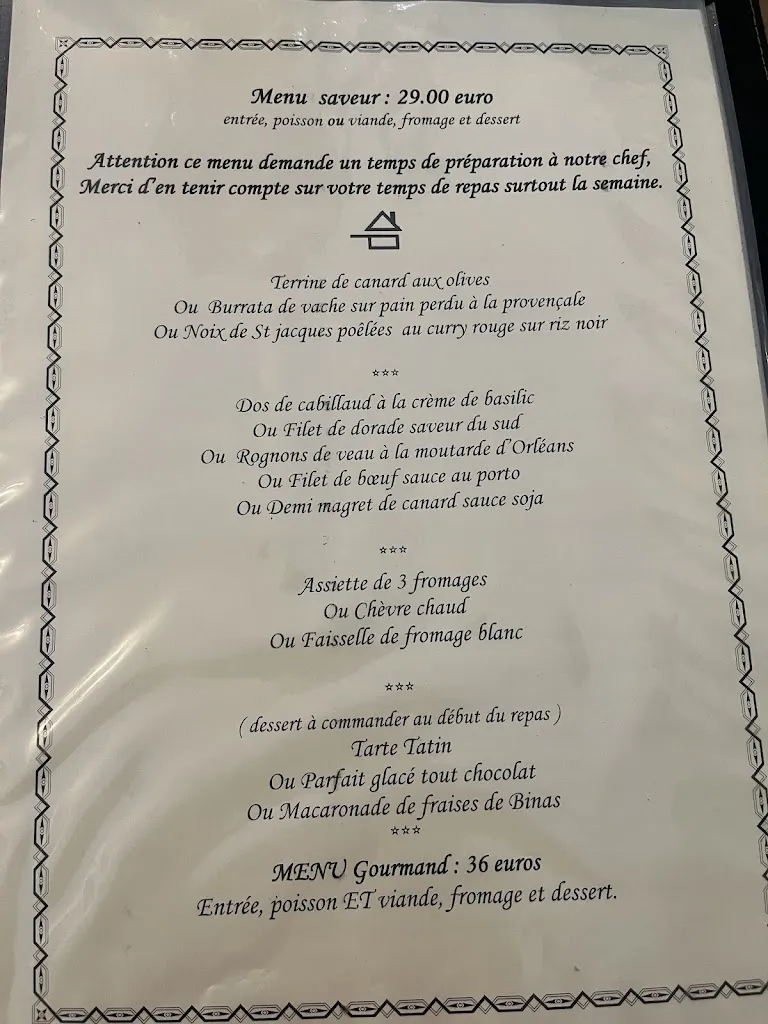 Menu saveur : 29.00 euro
entrée, poisson ou viande, fromage et dessert
Attention ce menu demande un temps de préparation à notre chef,
Merci d'en tenir compte sur votre temps de repas surtout la semaine.
Terrine de canard aux olives
Ou Burrata de vache sur pain perdu à la provençale
Ou Noix de St jacques poêlées au curry rouge sur riz noir
***
Dos de cabillaud à la crème de basilic
Ou Filet de dorade saveur du sud
Ou Rognons de veau à la moutarde d'Orléans
Ou Filet de bœuf sauce au porto
Ou Demi magret de canard sauce soja
***
Assiette de 3 fromages
Ou Chèvre chaud
Ou Faisselle de fromage blanc
***
( dessert à commander au début du repas )
Tarte Tatin
Ou Parfait glacé tout chocolat
Ou Macaronade de fraises de Binas
***
MENU Gourmand : 36 euros
Entrée, poisson ET viande, fromage et dessert.